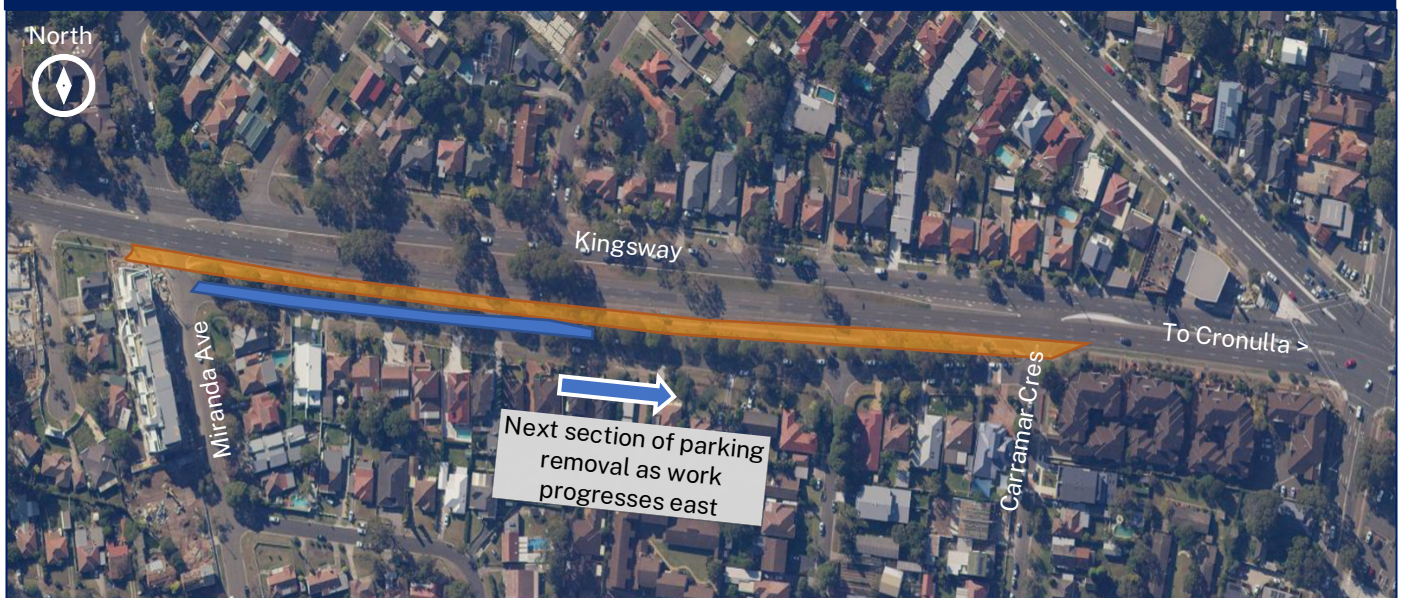 North
Kingsway
To Cronulla >
Miranda Ave
Carramar Cres
Next section of parking
removal as work
progresses east